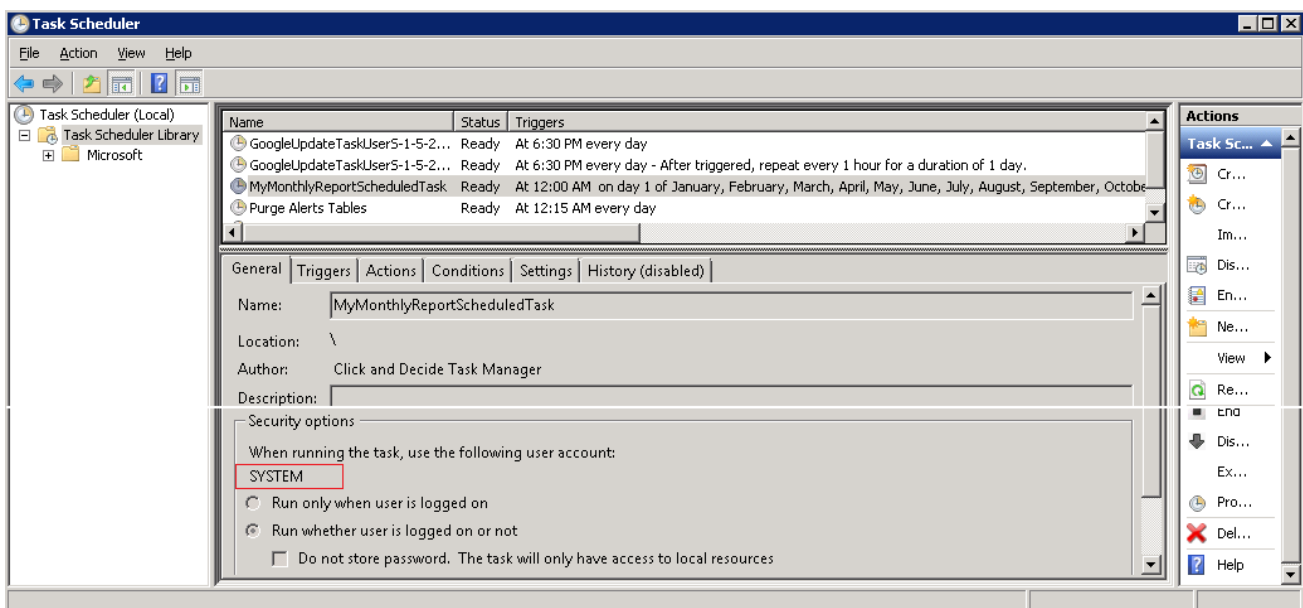 Task Scheduler
File Action View Help
Task Scheduler (Local)
Task Scheduler Library
Microsoft
Name Status Triggers
GoogleUpdateTaskUserS-1-5-2... Ready At 6:30 PM every day
GoogleUpdateTaskUserS-1-5-2... Ready At 6:30 PM every day - After triggered, repeat every 1 hour for a duration of 1 day.
MyMonthlyReportScheduledTask Ready At 12:00 AM on day 1 of January, February, March, April, May, June, July, August, September, Octobe
Purge Alerts Tables Ready At 12:15 AM every day
General Triggers Actions Conditions Settings History (disabled)
Name: MyMonthlyReportScheduledTask
Location: \
Author: Click and Decide Task Manager
Description:
Security options
When running the task, use the following user account:
SYSTEM
Run only when user is logged on
Run whether user is logged on or not
Do not store password. The task will only have access to local resources
Actions
Task Sc...
Cr...
Cr...
Im...
Dis...
En...
Ne...
View
Re...
End
Dis...
Ex...
Pro...
Del...
Help